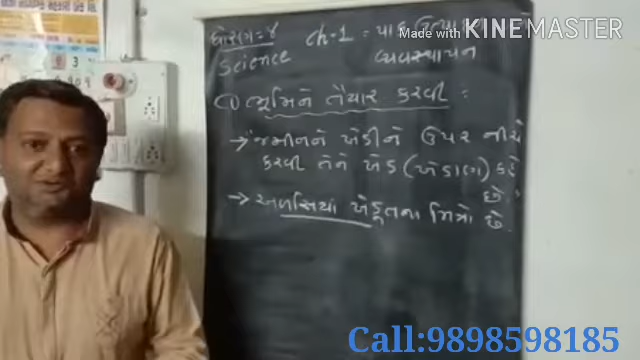 ધોરણ = ૪ ch-1 = પાક ઉત્પાદન
Science વ્યવસ્થાપન
① ભૂમિને તૈયાર કરવી :
→ જમીનને ખેડીને ઉપર નીચે
કરવી તેને ખેડ (ખેડાણ) કહે
છે.
→ અળસિયાં ખેડૂતના મિત્રો છે.
Made with KINEMASTER
Call:9898598185